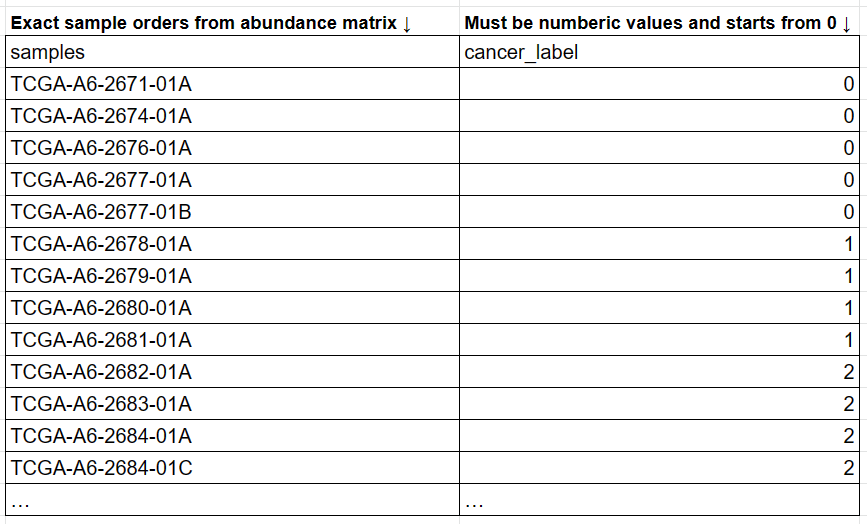 Exact sample orders from abundance matrix ↓ Must be numberic values and starts from 0 ↓
samples cancer_label
TCGA-A6-2671-01A 0
TCGA-A6-2674-01A 0
TCGA-A6-2676-01A 0
TCGA-A6-2677-01A 0
TCGA-A6-2677-01B 0
TCGA-A6-2678-01A 1
TCGA-A6-2679-01A 1
TCGA-A6-2680-01A 1
TCGA-A6-2681-01A 1
TCGA-A6-2682-01A 2
TCGA-A6-2683-01A 2
TCGA-A6-2684-01A 2
TCGA-A6-2684-01C 2
… …